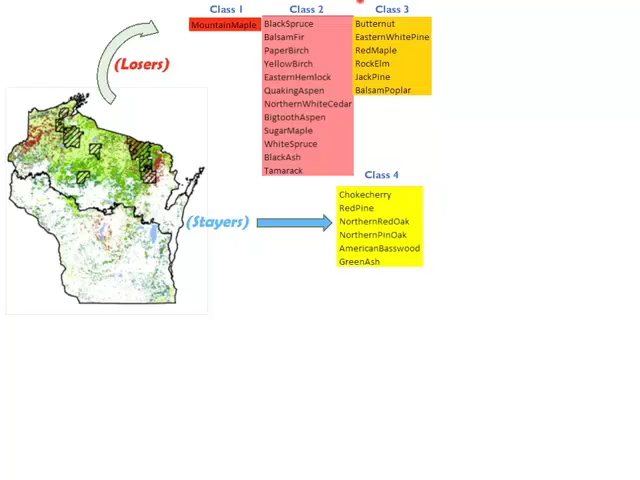 Class 1
MountainMaple
Class 2
BlackSpruce
BalsamFir
PaperBirch
YellowBirch
EasternHemlock
QuakingAspen
NorthernWhiteCedar
BigtoothAspen
SugarMaple
WhiteSpruce
BlackAsh
Tamarack
Class 3
Butternut
EasternWhitePine
RedMaple
RockElm
JackPine
BalsamPoplar
(Losers)
(Stayers)
Class 4
Chokecherry
RedPine
NorthernRedOak
NorthernPinOak
AmericanBasswood
GreenAsh